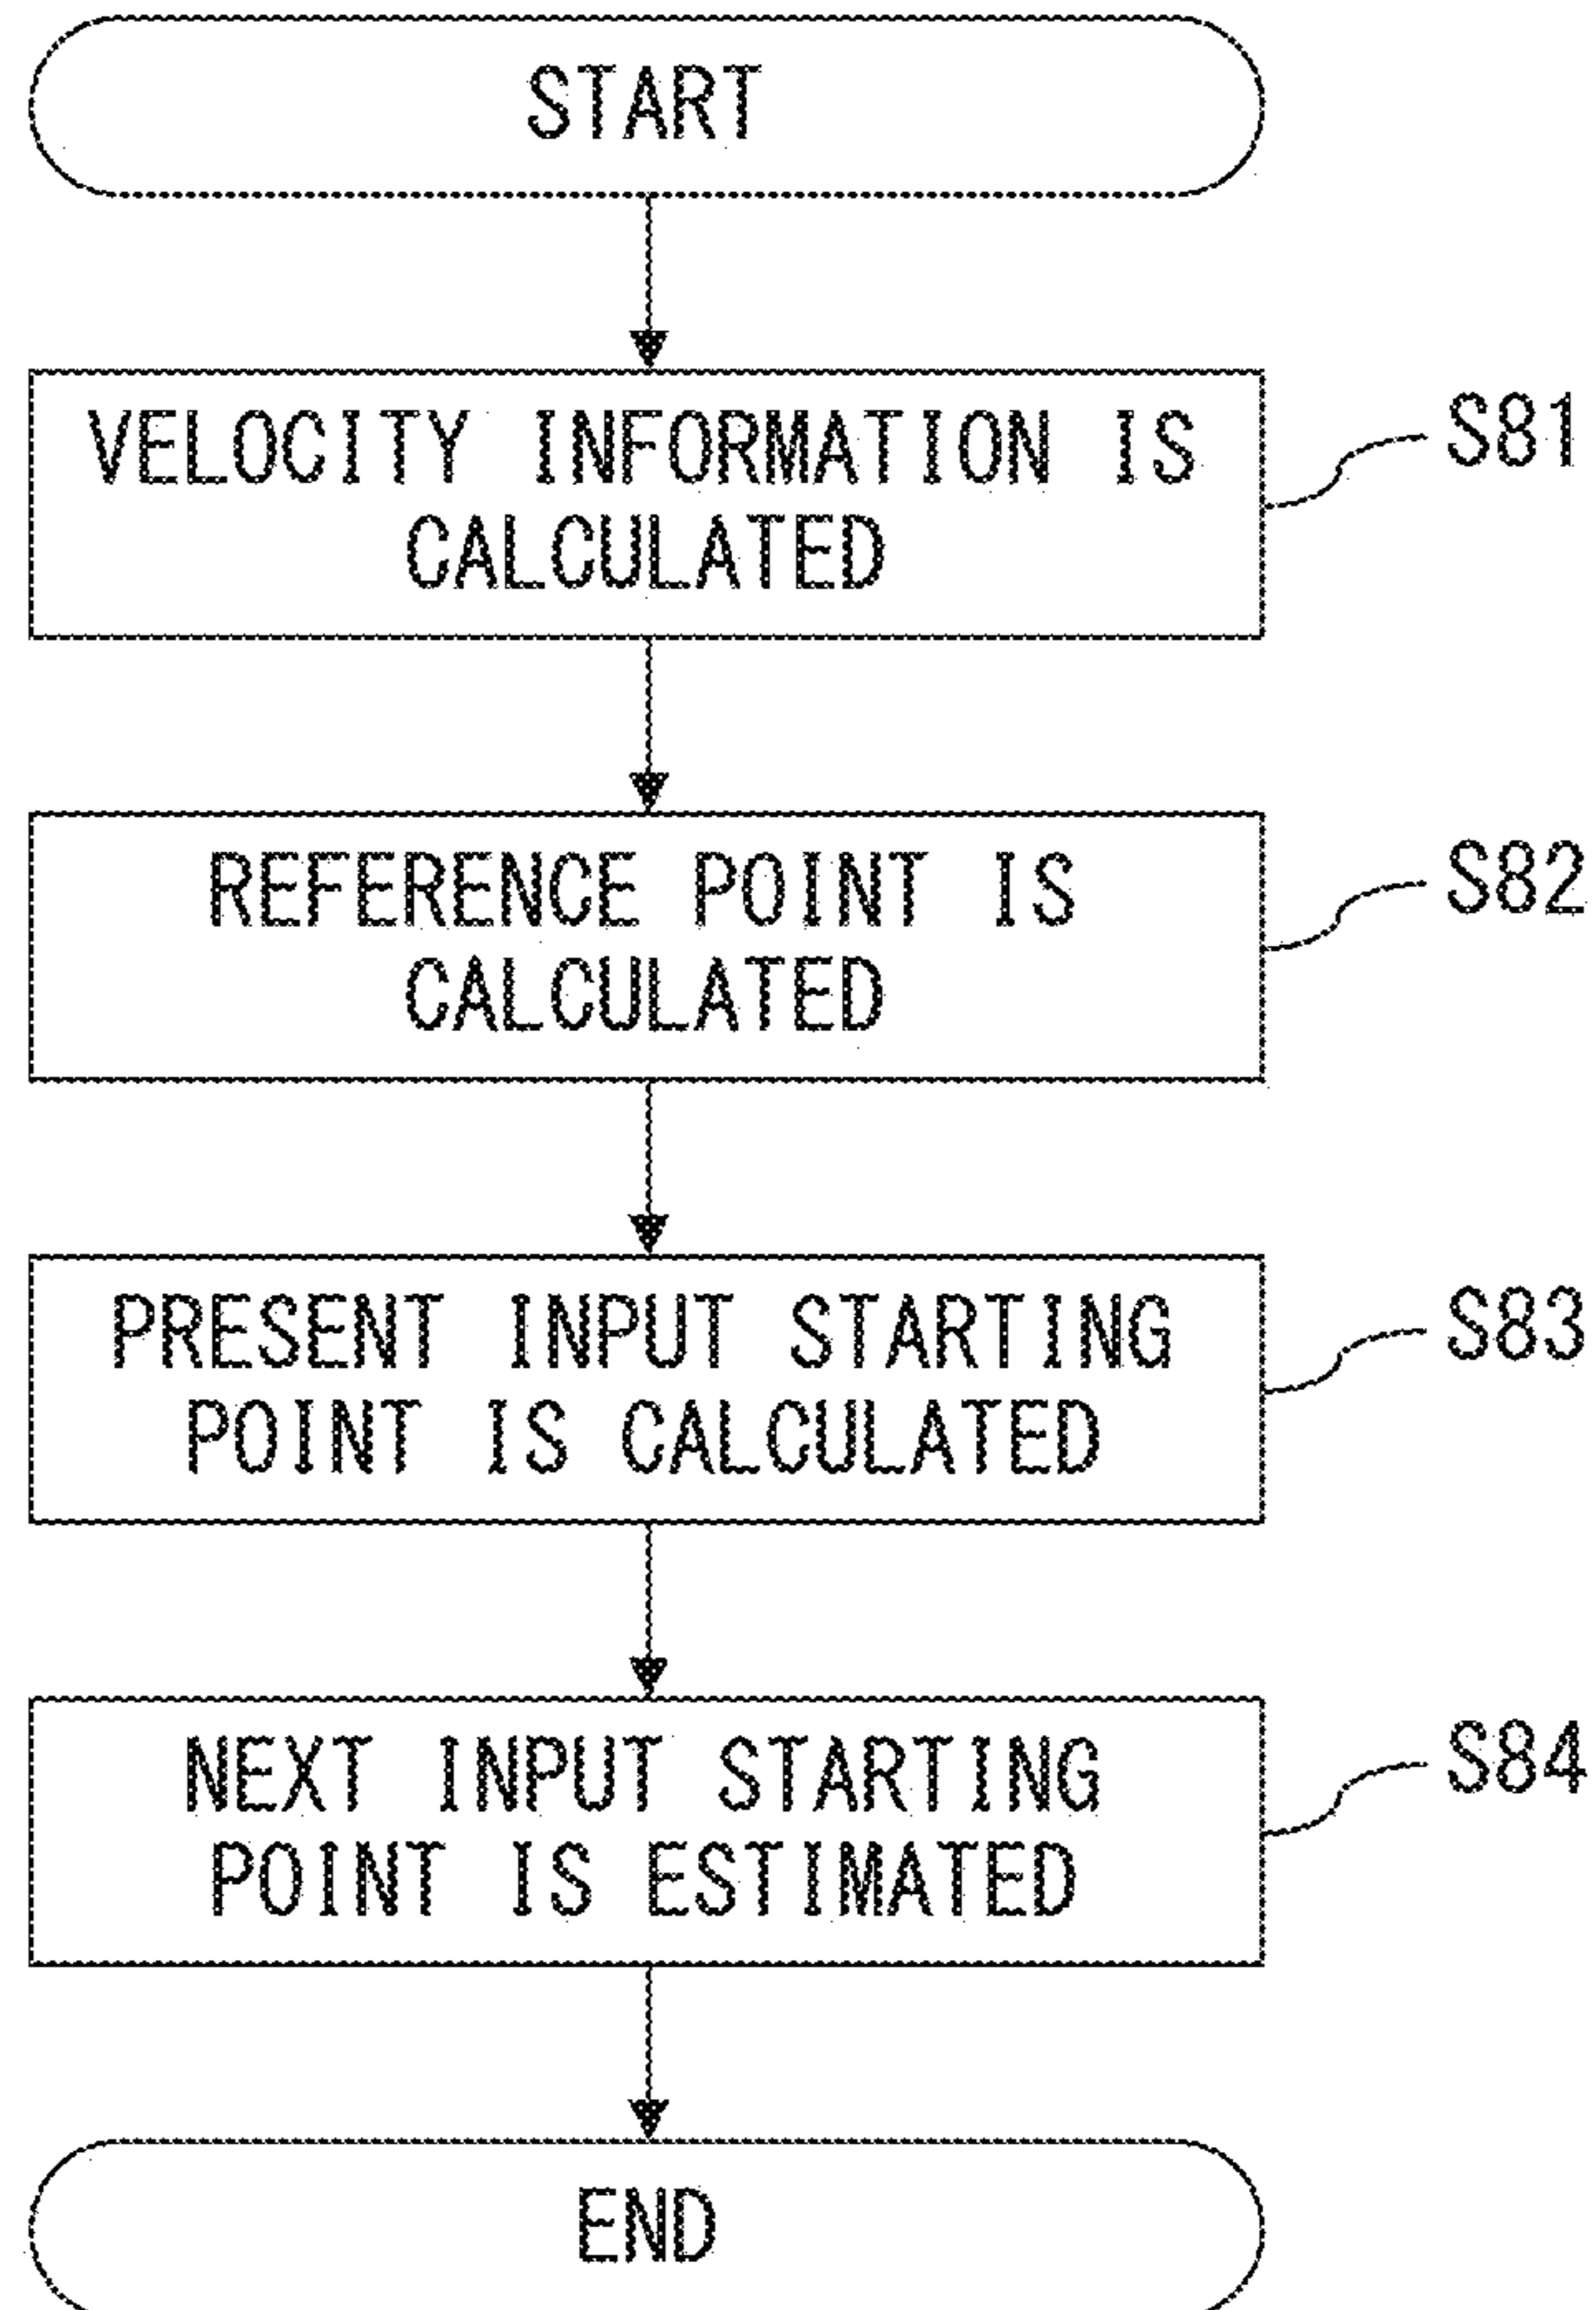 START
VELOCITY INFORMATION IS
CALCULATED
S81
REFERENCE POINT IS
CALCULATED
S82
PRESENT INPUT STARTING
POINT IS CALCULATED
S83
NEXT INPUT STARTING
POINT IS ESTIMATED
S84
END